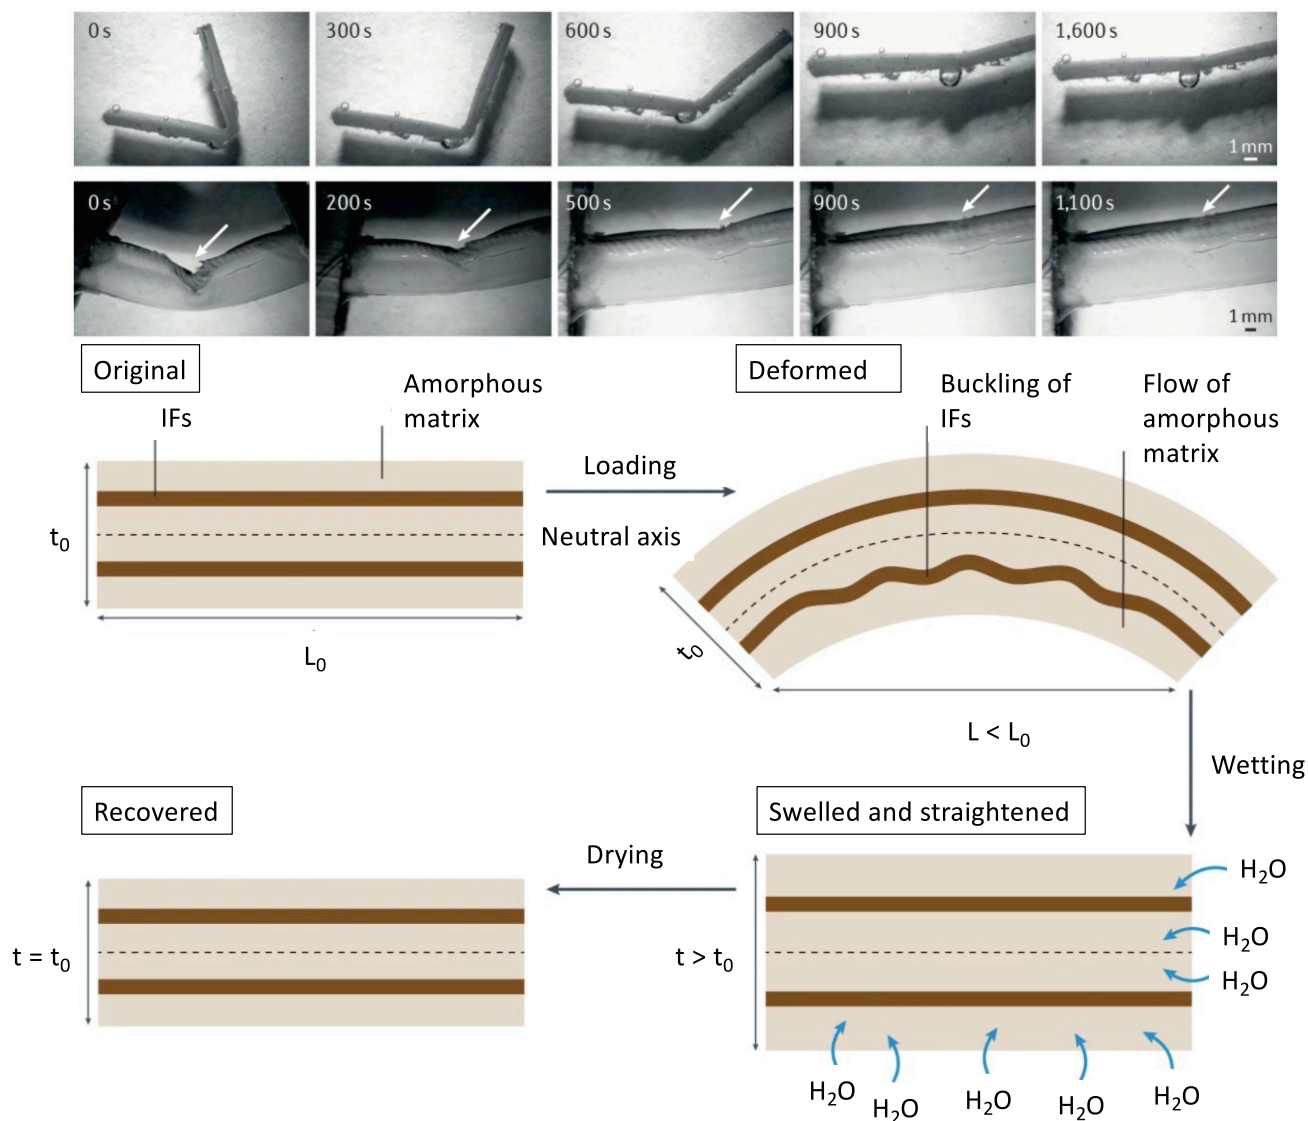 0 s
300 s
600 s
900 s
1,600 s
1 mm
0 s
200 s
500 s
900 s
1,100 s
1 mm
Original
Deformed
IFs
Amorphous
matrix
Buckling of
IFs
Flow of
amorphous
matrix
Loading
t₀
Neutral axis
L₀
t₀
L < L₀
Wetting
Recovered
Swelled and straightened
Drying
t = t₀
t > t₀
H₂O
H₂O
H₂O
H₂O
H₂O
H₂O
H₂O
H₂O